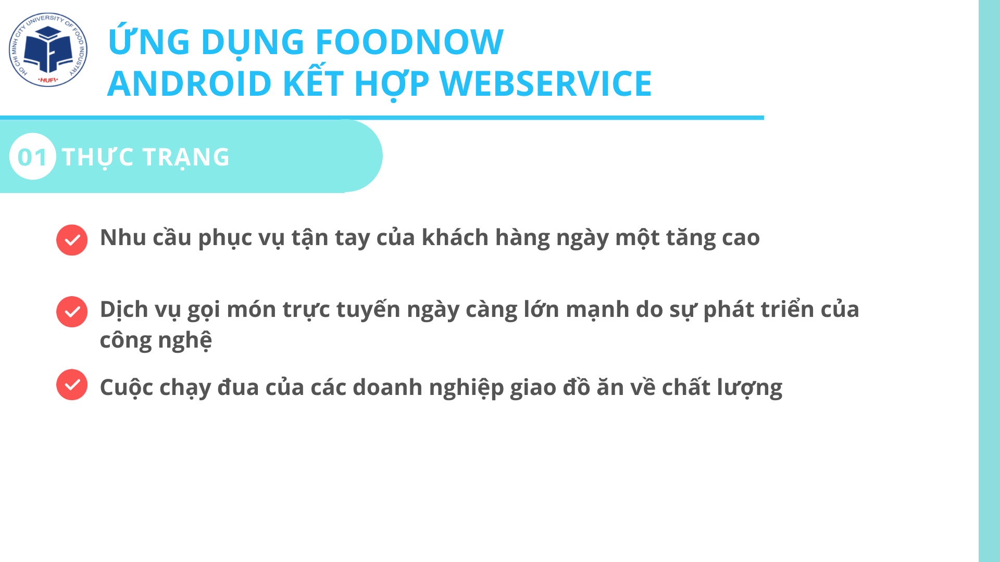 HO CHI MINH CITY UNIVERSITY OF FOOD INDUSTRY
•HUFI•
ỨNG DỤNG FOODNOW
ANDROID KẾT HỢP WEBSERVICE
01 THỰC TRẠNG
Nhu cầu phục vụ tận tay của khách hàng ngày một tăng cao
Dịch vụ gọi món trực tuyến ngày càng lớn mạnh do sự phát triển của
công nghệ
Cuộc chạy đua của các doanh nghiệp giao đồ ăn về chất lượng